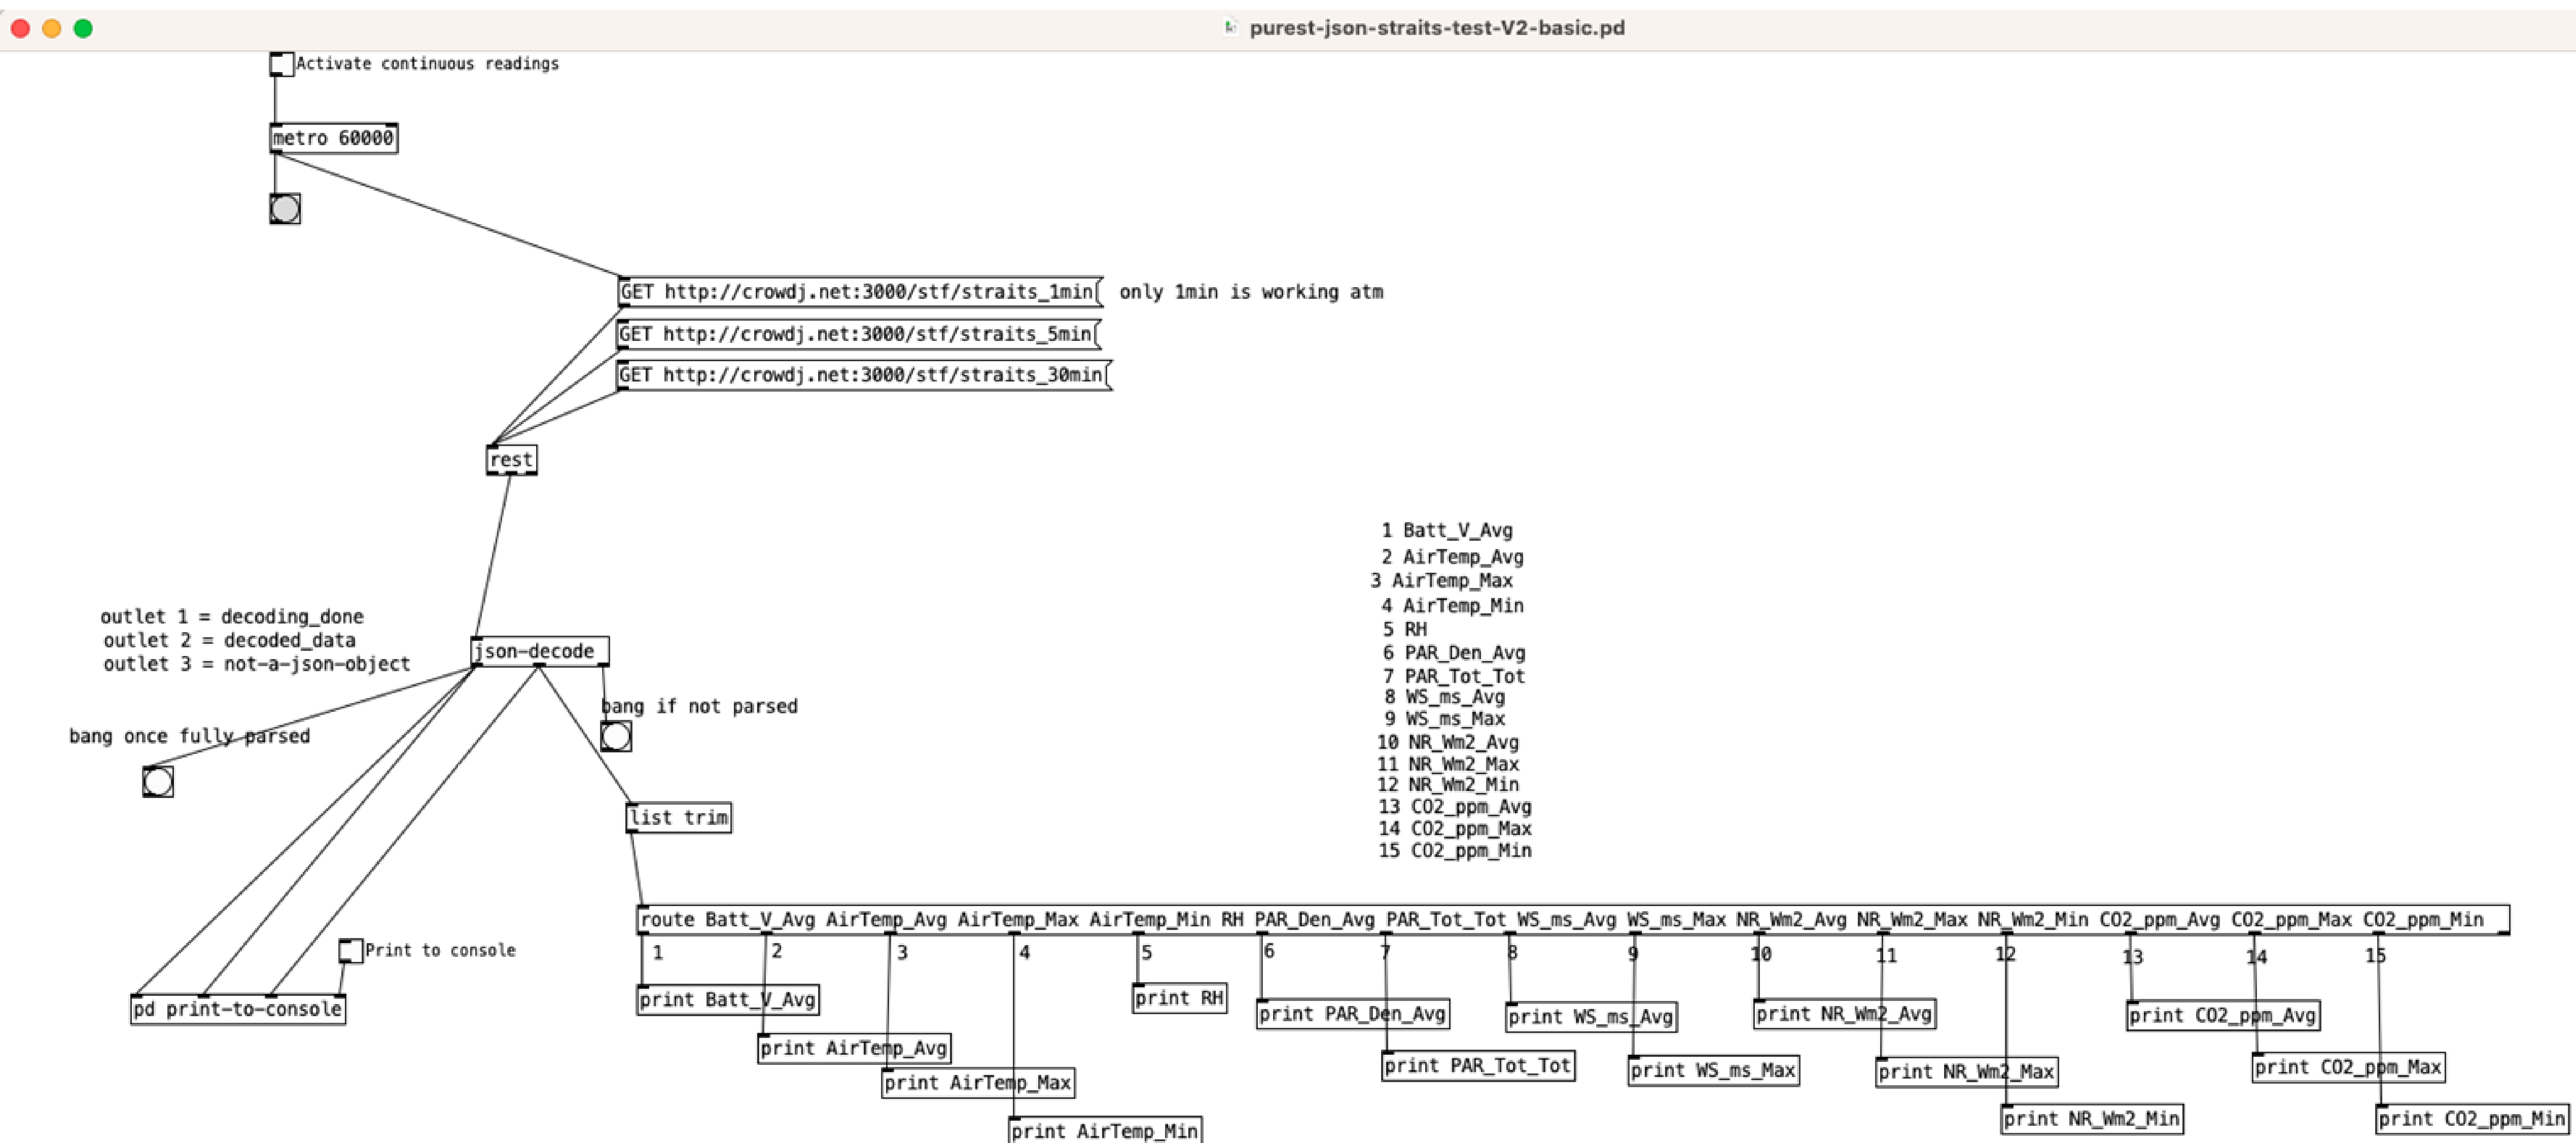 purest-json-straits-test-V2-basic.pd
Activate continuous readings
metro 60000
GET http://crowdj.net:3000/stf/straits_1min
only 1min is working atm
GET http://crowdj.net:3000/stf/straits_5min
GET http://crowdj.net:3000/stf/straits_30min
rest
1 Batt_V_Avg
2 AirTemp_Avg
3 AirTemp_Max
4 AirTemp_Min
5 RH
6 PAR_Den_Avg
7 PAR_Tot_Tot
8 WS_ms_Avg
9 WS_ms_Max
10 NR_Wm2_Avg
11 NR_Wm2_Max
12 NR_Wm2_Min
13 CO2_ppm_Avg
14 CO2_ppm_Max
15 CO2_ppm_Min
outlet 1 = decoding_done
outlet 2 = decoded_data
outlet 3 = not-a-json-object
json-decode
bang if not parsed
bang once fully parsed
list trim
route Batt_V_Avg AirTemp_Avg AirTemp_Max AirTemp_Min RH PAR_Den_Avg PAR_Tot_Tot WS_ms_Avg WS_ms_Max NR_Wm2_Avg NR_Wm2_Max NR_Wm2_Min CO2_ppm_Avg CO2_ppm_Max CO2_ppm_Min
1 2 3 4 5 6 7 8 9 10 11 12 13 14 15
Print to console
pd print-to-console
print Batt_V_Avg
print AirTemp_Avg
print AirTemp_Max
print AirTemp_Min
print RH
print PAR_Den_Avg
print PAR_Tot_Tot
print WS_ms_Avg
print WS_ms_Max
print NR_Wm2_Avg
print NR_Wm2_Max
print NR_Wm2_Min
print CO2_ppm_Avg
print CO2_ppm_Max
print CO2_ppm_Min